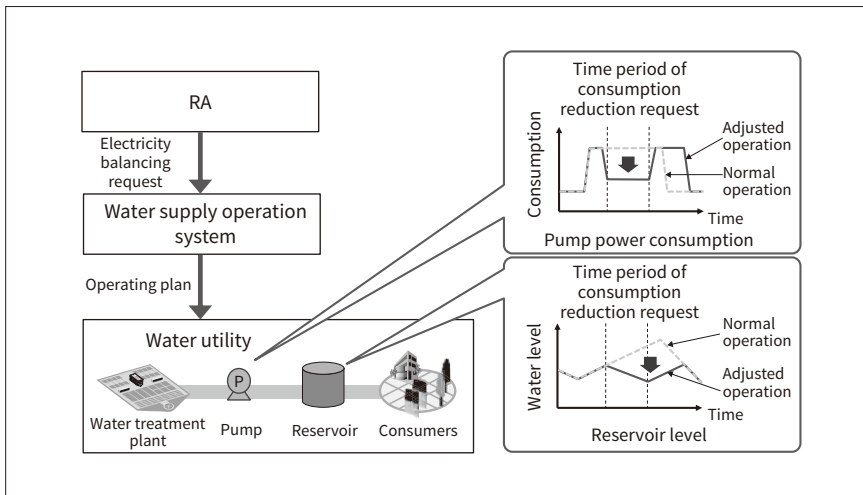 RA
Electricity
balancing
request
Water supply operation
system
Operating plan
Water utility
P
Water treatment
plant
Pump
Reservoir
Consumers
Time period of
consumption
reduction request
Consumption
Adjusted
operation
Normal
operation
Time
Pump power consumption
Time period of
consumption
reduction request
Water level
Normal
operation
Adjusted
operation
Time
Reservoir level